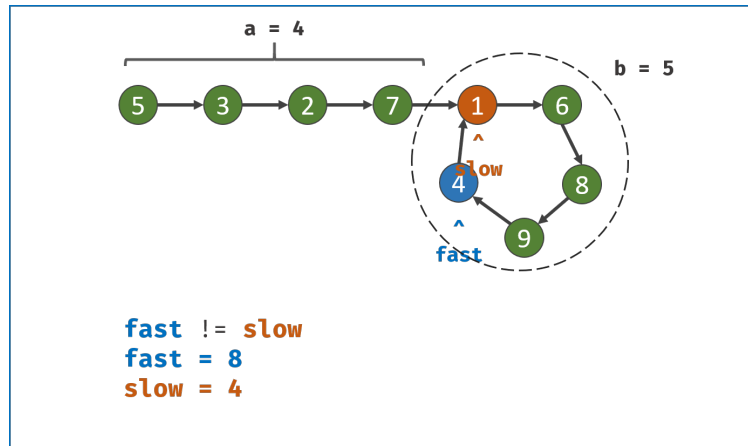 a = 4
b = 5
5 3 2 7 1 6
^
slow
4 8
^
9
fast
fast != slow
fast = 8
slow = 4